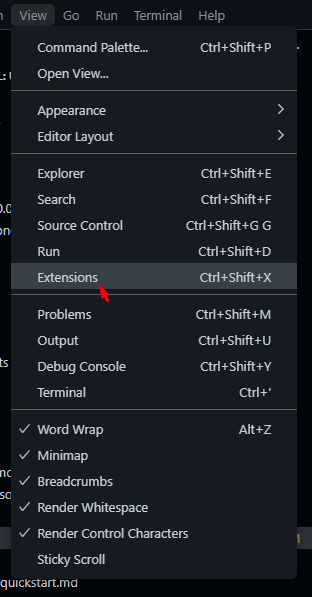 View Go Run Terminal Help
Command Palette... Ctrl+Shift+P
Open View...
Appearance
Editor Layout
Explorer Ctrl+Shift+E
Search Ctrl+Shift+F
Source Control Ctrl+Shift+G G
Run Ctrl+Shift+D
Extensions Ctrl+Shift+X
Problems Ctrl+Shift+M
Output Ctrl+Shift+U
Debug Console Ctrl+Shift+Y
Terminal Ctrl+'
Word Wrap Alt+Z
Minimap
Breadcrumbs
Render Whitespace
Render Control Characters
Sticky Scroll
quickstart.md